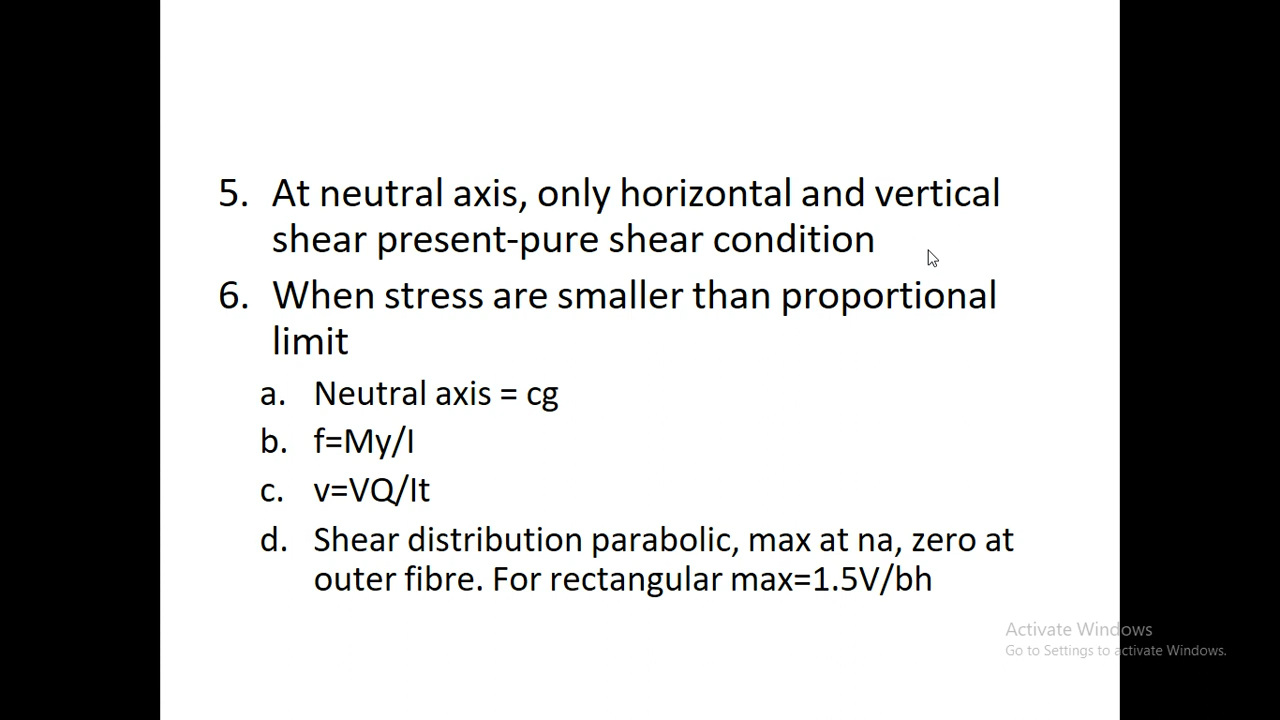 5. At neutral axis, only horizontal and vertical
shear present-pure shear condition
6. When stress are smaller than proportional
limit
a. Neutral axis = cg
b. f=My/I
c. v=VQ/It
d. Shear distribution parabolic, max at na, zero at
outer fibre. For rectangular max=1.5V/bh
Activate Windows
Go to Settings to activate Windows.